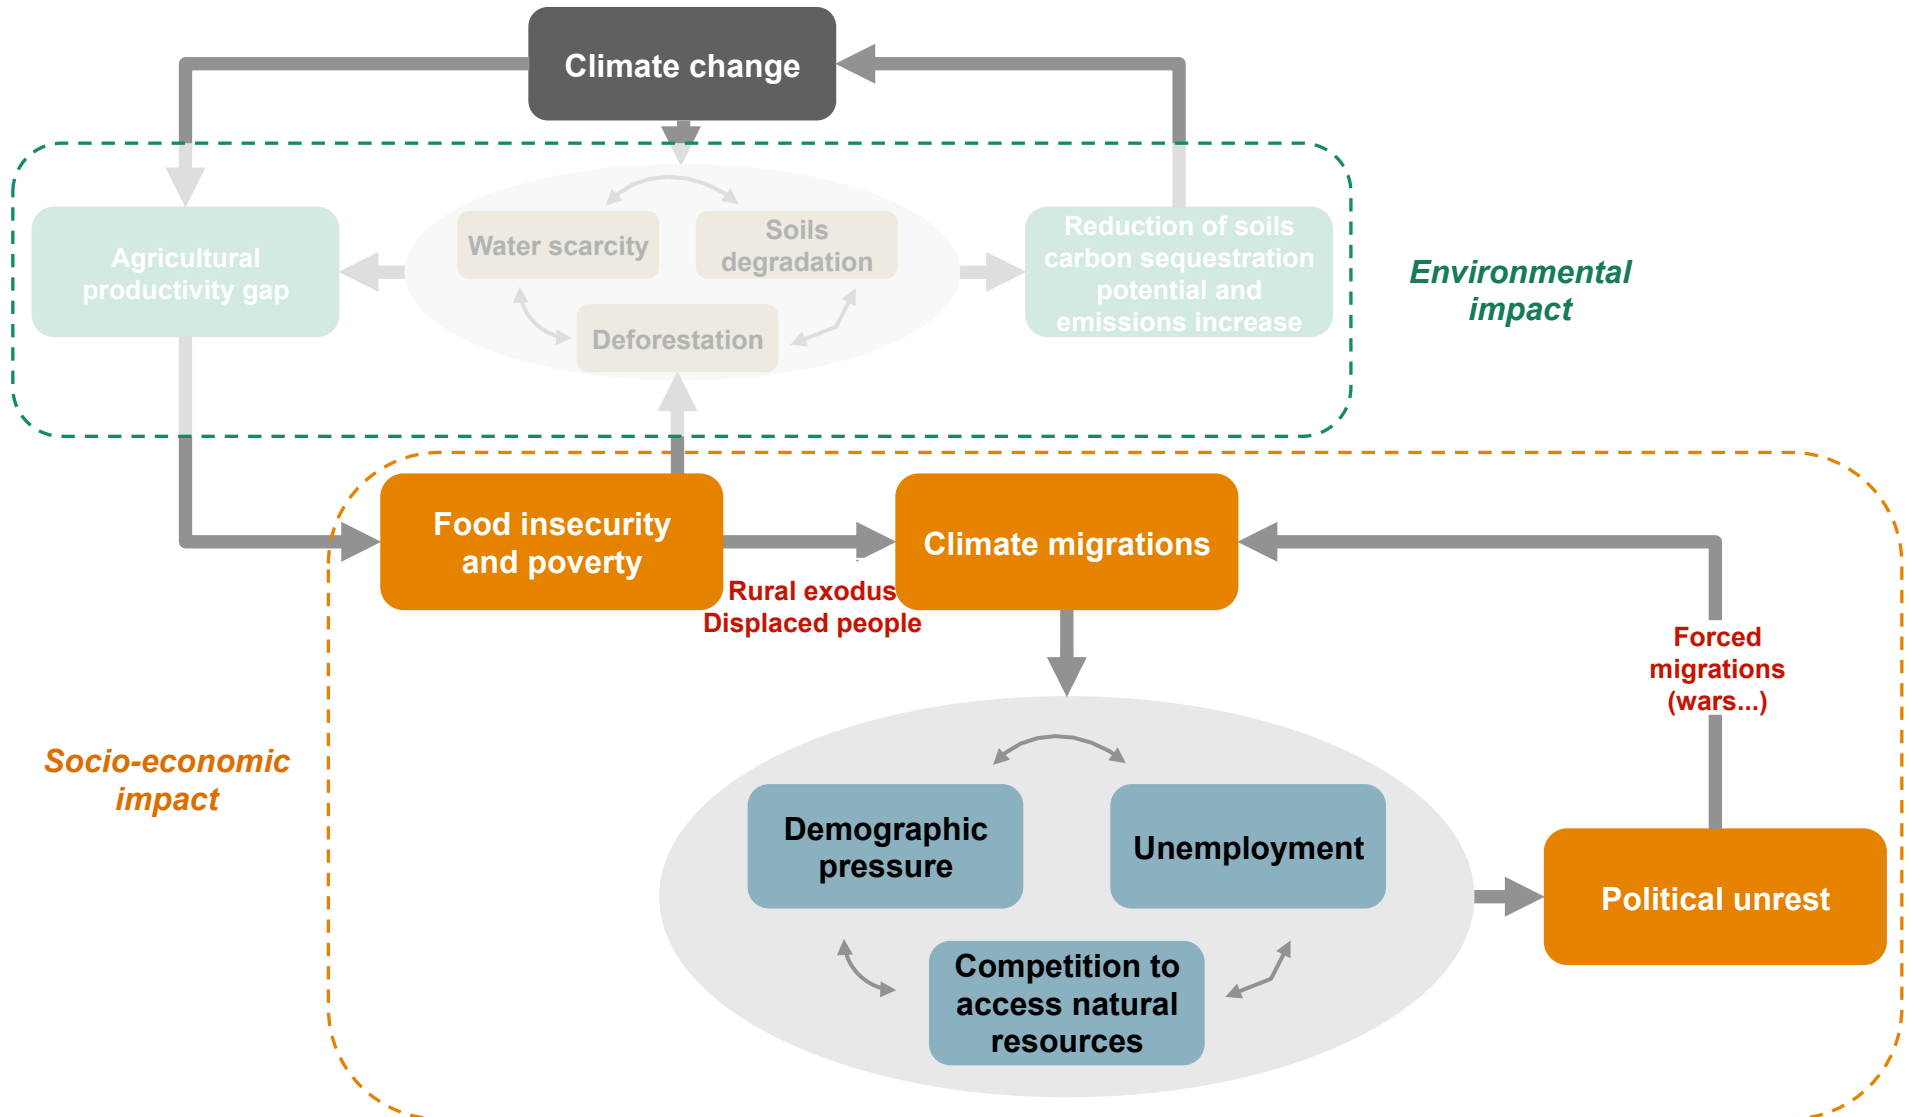 Climate change
Agricultural
productivity gap
Water scarcity
Soils
degradation
Deforestation
Reduction of soils
carbon sequestration
potential and
emissions increase
Environmental
impact
Food insecurity
and poverty
Rural exodus
Displaced people
Climate migrations
Forced
migrations
(wars...)
Socio-economic
impact
Demographic
pressure
Unemployment
Competition to
access natural
resources
Political unrest